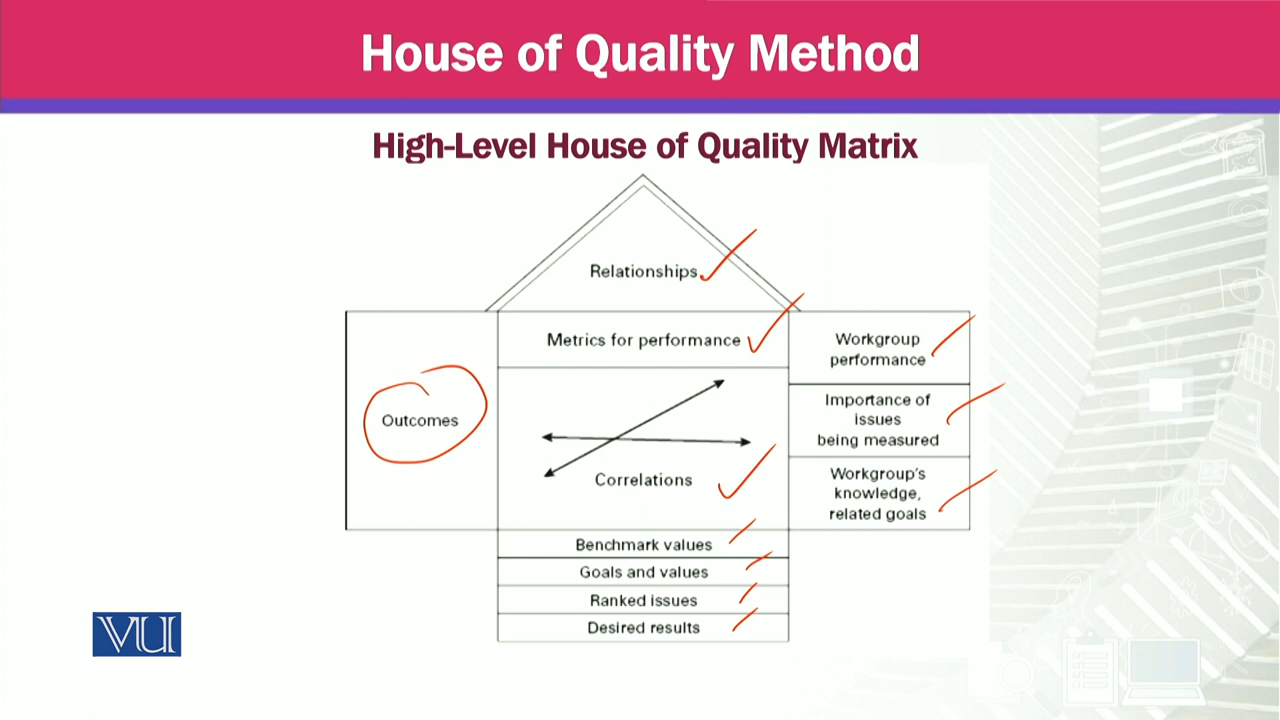 House of Quality Method
High-Level House of Quality Matrix
Relationships
Metrics for performance
Workgroup
performance
Outcomes
Importance of
issues
being measured
Correlations
Workgroup's
knowledge,
related goals
Benchmark values
Goals and values
Ranked issues
Desired results
VU